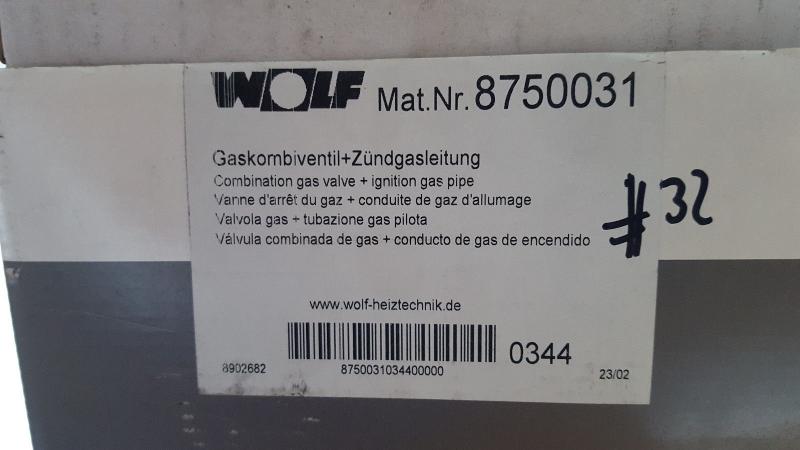 WOLF Mat.Nr. 8750031
Gaskombiventil+Zündgasleitung
Combination gas valve + ignition gas pipe
Vanne d'arrêt du gaz + conduite de gaz d'allumage
Valvola gas + tubazione gas pilota
Válvula combinada de gas + conducto de gas de encendido
#32
www.wolf-heiztechnik.de
0344
8902682 8750031034400000 23/02